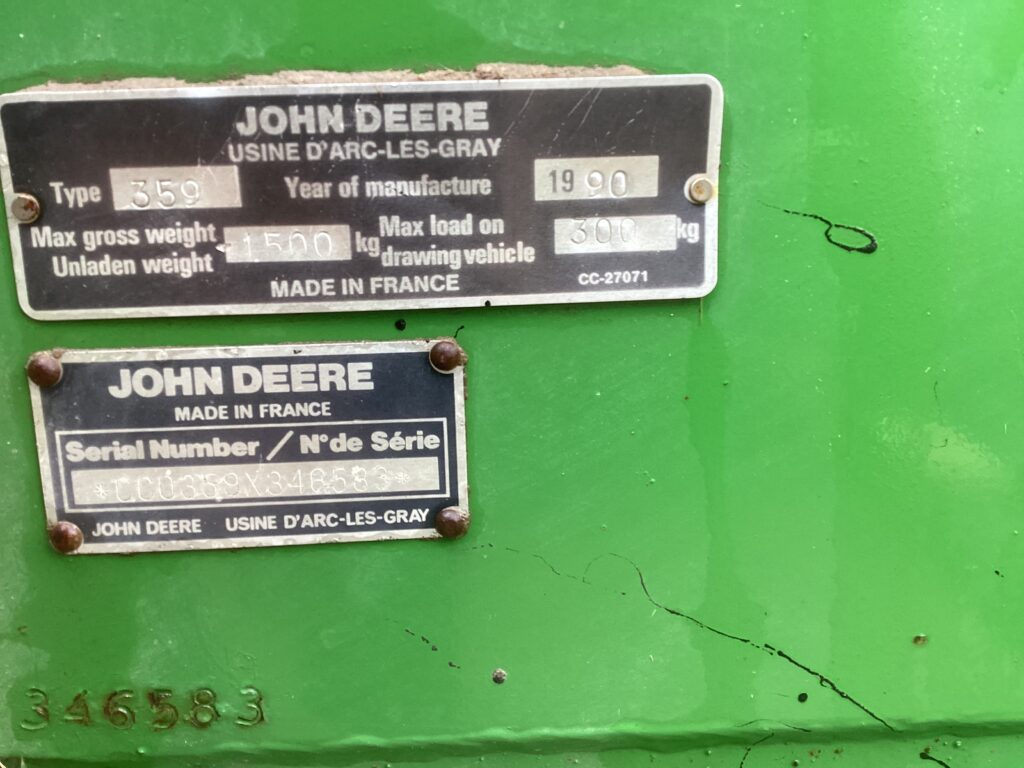 JOHN DEERE
USINE D'ARC-LES-GRAY
Type 359 Year of manufacture 1990
Max gross weight
Unladen weight 1500 kg
Max load on
drawing vehicle 300 kg
MADE IN FRANCE CC-27071
JOHN DEERE
MADE IN FRANCE
Serial Number / N° de Série
*CC0359X346583*
JOHN DEERE USINE D'ARC-LES-GRAY
346583